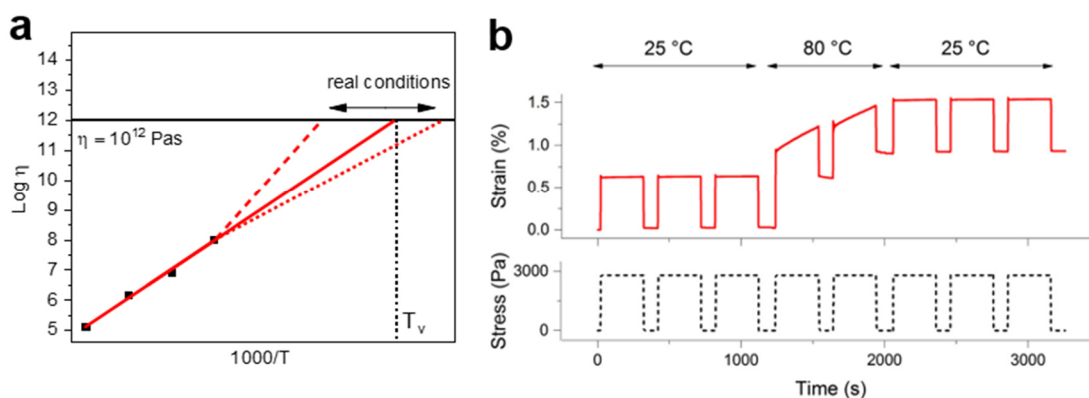 a
14
13
12
11
10
9
8
7
6
5
Log η
real conditions
η = 10¹² Pas
Tᵥ
1000/T
b
25 °C
80 °C
25 °C
1.5
1.0
0.5
0.0
Strain (%)
3000
0
Stress (Pa)
0
1000
2000
3000
Time (s)